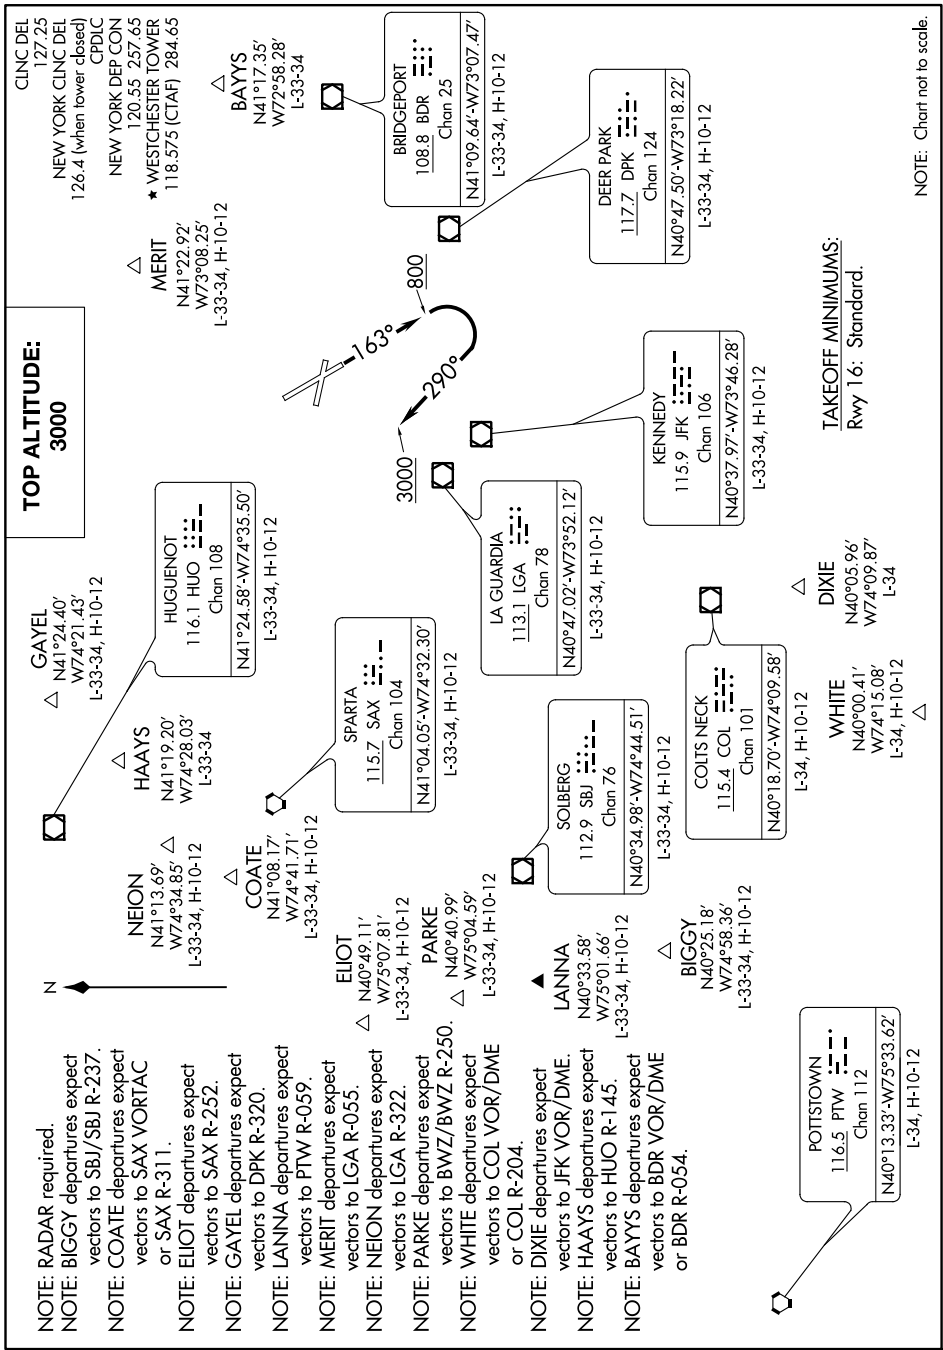 TOP ALTITUDE:
3000
CLNC DEL
127.25
NEW YORK CLNC DEL
126.4 (when tower closed)
CPDLC
NEW YORK DEP CON
120.55 257.65
★ WESTCHESTER TOWER
118.575 (CTAF) 284.65
GAYEL
N41°24.40′
W74°21.43′
L-33-34, H-10-12
HUGUENOT
116.1 HUO
Chan 108
N41°24.58′-W74°35.50′
L-33-34, H-10-12
HAAYS
N41°19.20′
W74°28.03′
L-33-34
NEION
N41°13.69′
W74°34.85′
L-33-34, H-10-12
COATE
N41°08.17′
W74°41.71′
L-33-34, H-10-12
SPARTA
115.7 SAX
Chan 104
N41°04.05′-W74°32.30′
L-33-34, H-10-12
MERIT
N41°22.92′
W73°08.25′
L-33-34, H-10-12
BAYYS
N41°17.35′
W72°58.28′
L-33-34
BRIDGEPORT
108.8 BDR
Chan 25
N41°09.64′-W73°07.47′
L-33-34, H-10-12
163°
800
290°
3000
DEER PARK
117.7 DPK
Chan 124
N40°47.50′-W73°18.22′
L-33-34, H-10-12
LA GUARDIA
113.1 LGA
Chan 78
N40°47.02′-W73°52.12′
L-33-34, H-10-12
KENNEDY
115.9 JFK
Chan 106
N40°37.97′-W73°46.28′
L-33-34, H-10-12
ELIOT
N40°49.11′
W75°07.81′
L-33-34, H-10-12
PARKE
N40°40.99′
W75°04.59′
L-33-34, H-10-12
SOLBERG
112.9 SBJ
Chan 76
N40°34.98′-W74°44.51′
L-33-34, H-10-12
LANNA
N40°33.58′
W75°01.66′
L-33-34, H-10-12
BIGGY
N40°25.18′
W74°58.36′
L-33-34, H-10-12
COLTS NECK
115.4 COL
Chan 101
N40°18.70′-W74°09.58′
L-34, H-10-12
DIXIE
N40°05.96′
W74°09.87′
L-34
WHITE
N40°00.41′
W74°15.08′
L-34, H-10-12
POTTSTOWN
116.5 PTW
Chan 112
N40°13.33′-W75°33.62′
L-34, H-10-12
TAKEOFF MINIMUMS:
Rwy 16: Standard.
NOTE: Chart not to scale.
N
NOTE: RADAR required.
NOTE: BIGGY departures expect
vectors to SBJ/SBJ R-237.
NOTE: COATE departures expect
vectors to SAX VORTAC
or SAX R-311.
NOTE: ELIOT departures expect
vectors to SAX R-252.
NOTE: GAYEL departures expect
vectors to DPK R-320.
NOTE: LANNA departures expect
vectors to PTW R-059.
NOTE: MERIT departures expect
vectors to LGA R-055.
NOTE: NEION departures expect
vectors to LGA R-322.
NOTE: PARKE departures expect
vectors to BWZ/BWZ R-250.
NOTE: WHITE departures expect
vectors to COL VOR/DME
or COL R-204.
NOTE: DIXIE departures expect
vectors to JFK VOR/DME.
NOTE: HAAYS departures expect
vectors to HUO R-145.
NOTE: BAYYS departures expect
vectors to BDR VOR/DME
or BDR R-054.